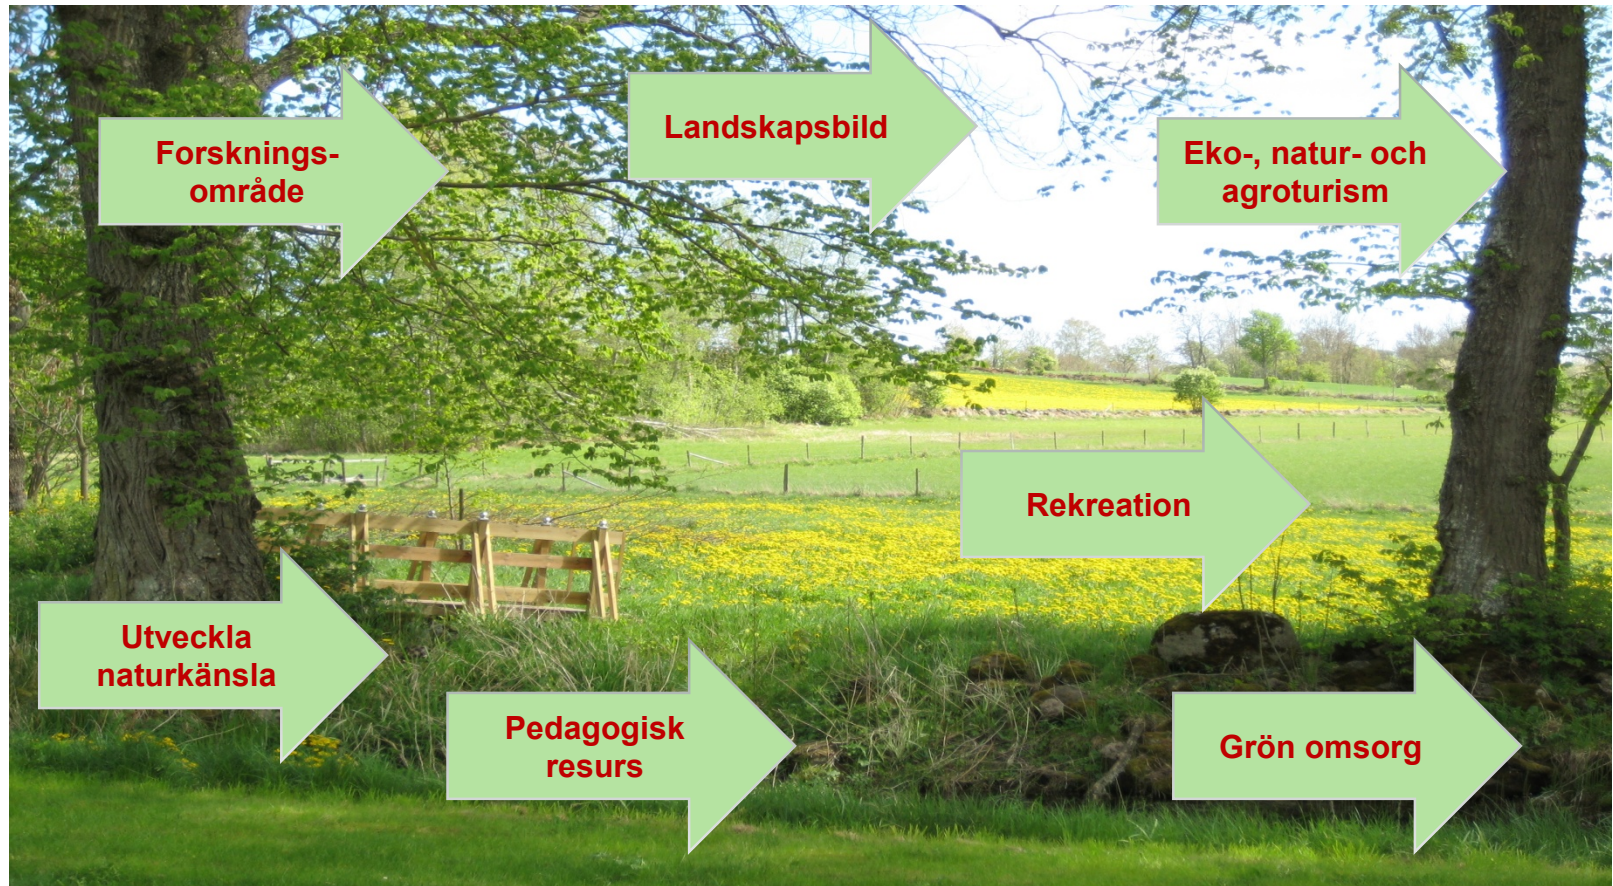 Forsknings-
område
Landskapsbild
Eko-, natur- och
agroturism
Rekreation
Utveckla
naturkänsla
Pedagogisk
resurs
Grön omsorg